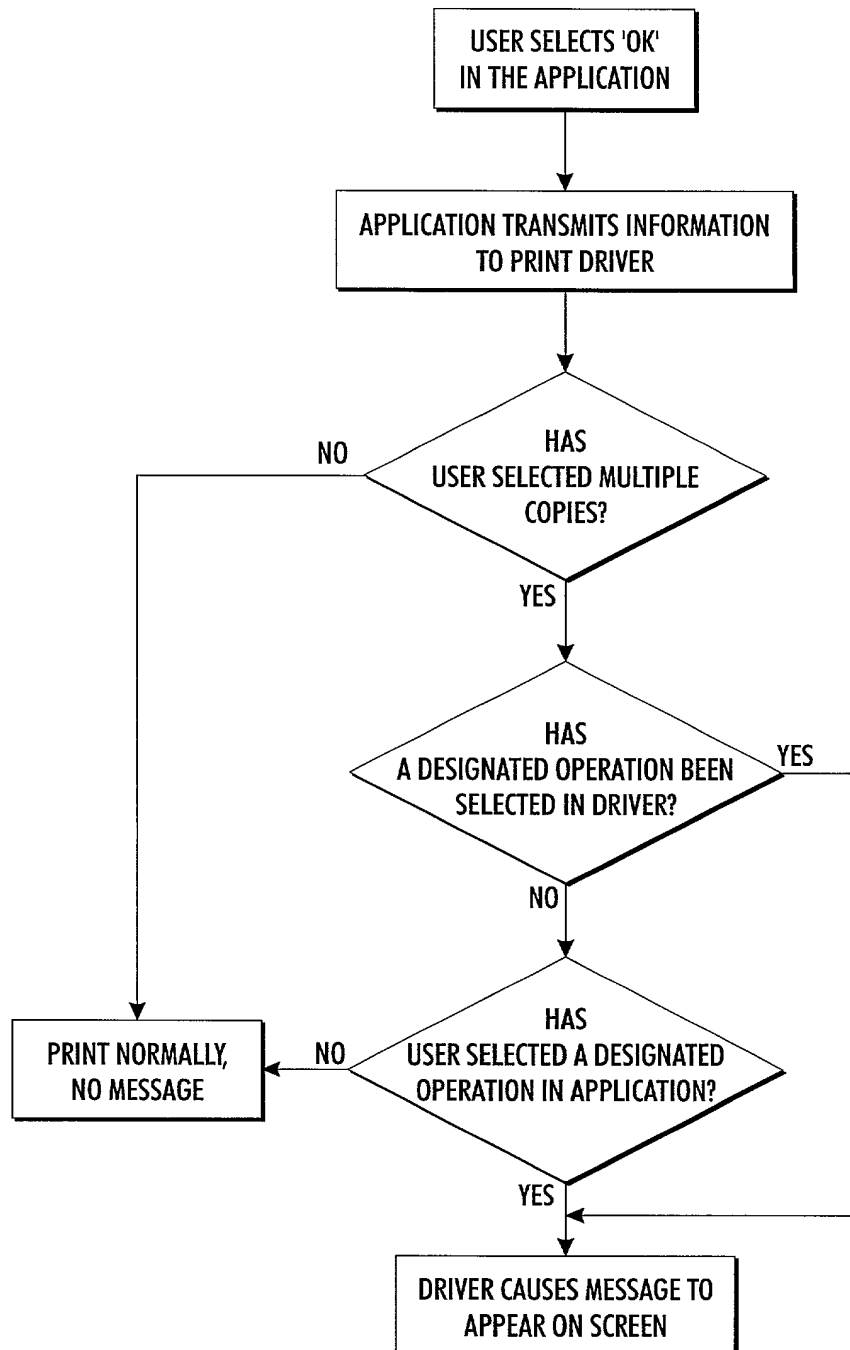 USER SELECTS 'OK'
IN THE APPLICATION
APPLICATION TRANSMITS INFORMATION
TO PRINT DRIVER
NO
HAS
USER SELECTED MULTIPLE
COPIES?
YES
HAS
A DESIGNATED OPERATION BEEN
SELECTED IN DRIVER?
YES
NO
PRINT NORMALLY,
NO MESSAGE
NO
HAS
USER SELECTED A DESIGNATED
OPERATION IN APPLICATION?
YES
DRIVER CAUSES MESSAGE TO
APPEAR ON SCREEN